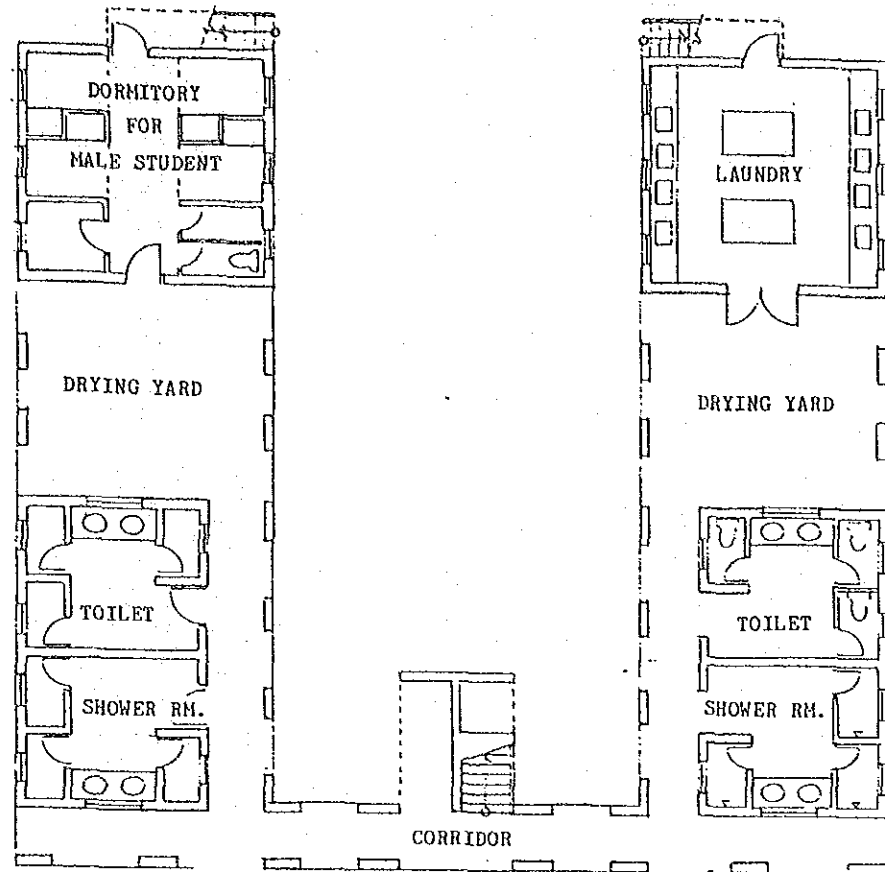 DORMITORY
FOR
MALE STUDENT
LAUNDRY
DRYING YARD
DRYING YARD
TOILET
TOILET
SHOWER RM.
SHOWER RM.
CORRIDOR